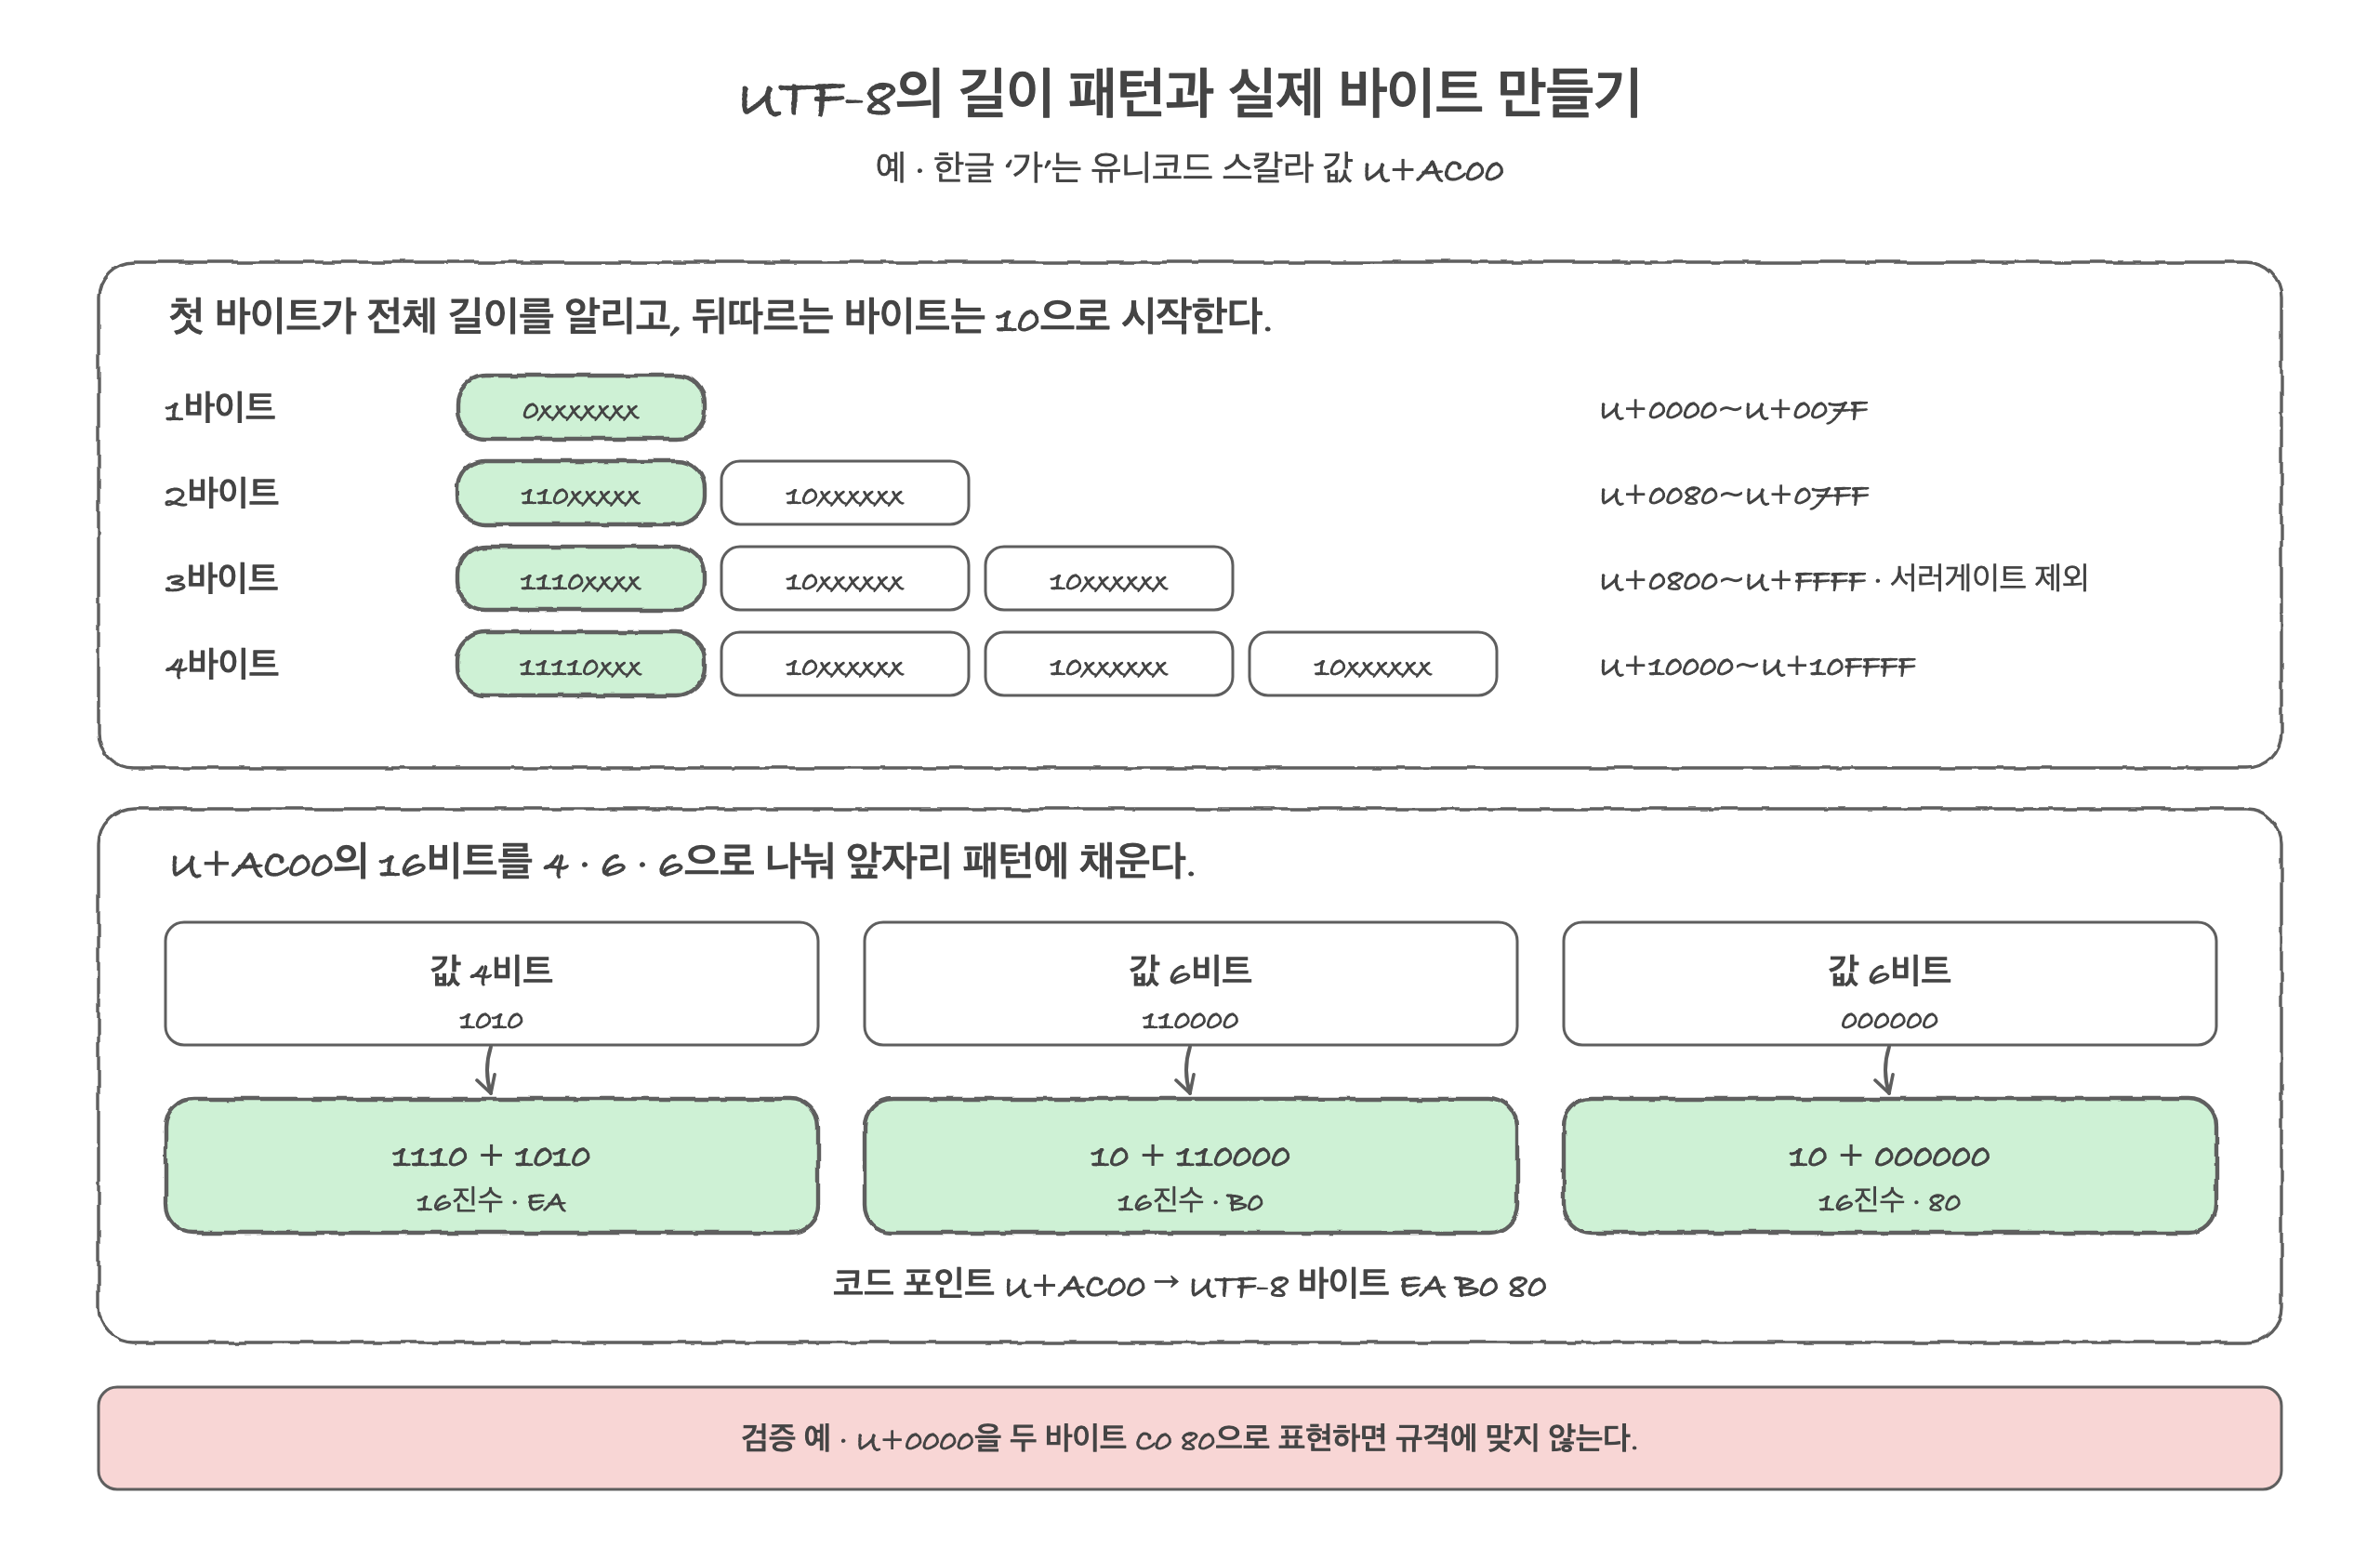 UTF-8의 길이 패턴과 실제 바이트 만들기
예 · 한글 '가'는 유니코드 스칼라 값 U+AC00
첫 바이트가 전체 길이를 알리고, 뒤따르는 바이트는 10으로 시작한다.
1바이트 0xxxxxxx U+0000~U+007F
2바이트 110xxxxx 10xxxxxx U+0080~U+07FF
3바이트 1110xxxx 10xxxxxx 10xxxxxx U+0800~U+FFFF · 서러게이트 제외
4바이트 11110xxx 10xxxxxx 10xxxxxx 10xxxxxx U+10000~U+10FFFF
U+AC00의 16비트를 4 · 6 · 6으로 나눠 앞자리 패턴에 채운다.
값 4비트 값 6비트 값 6비트
1010 110000 000000
1110 + 1010 10 + 110000 10 + 000000
16진수 · EA 16진수 · B0 16진수 · 80
코드 포인트 U+AC00 → UTF-8 바이트 EA B0 80
검증 예 · U+0000을 두 바이트 C0 80으로 표현하면 규격에 맞지 않는다.